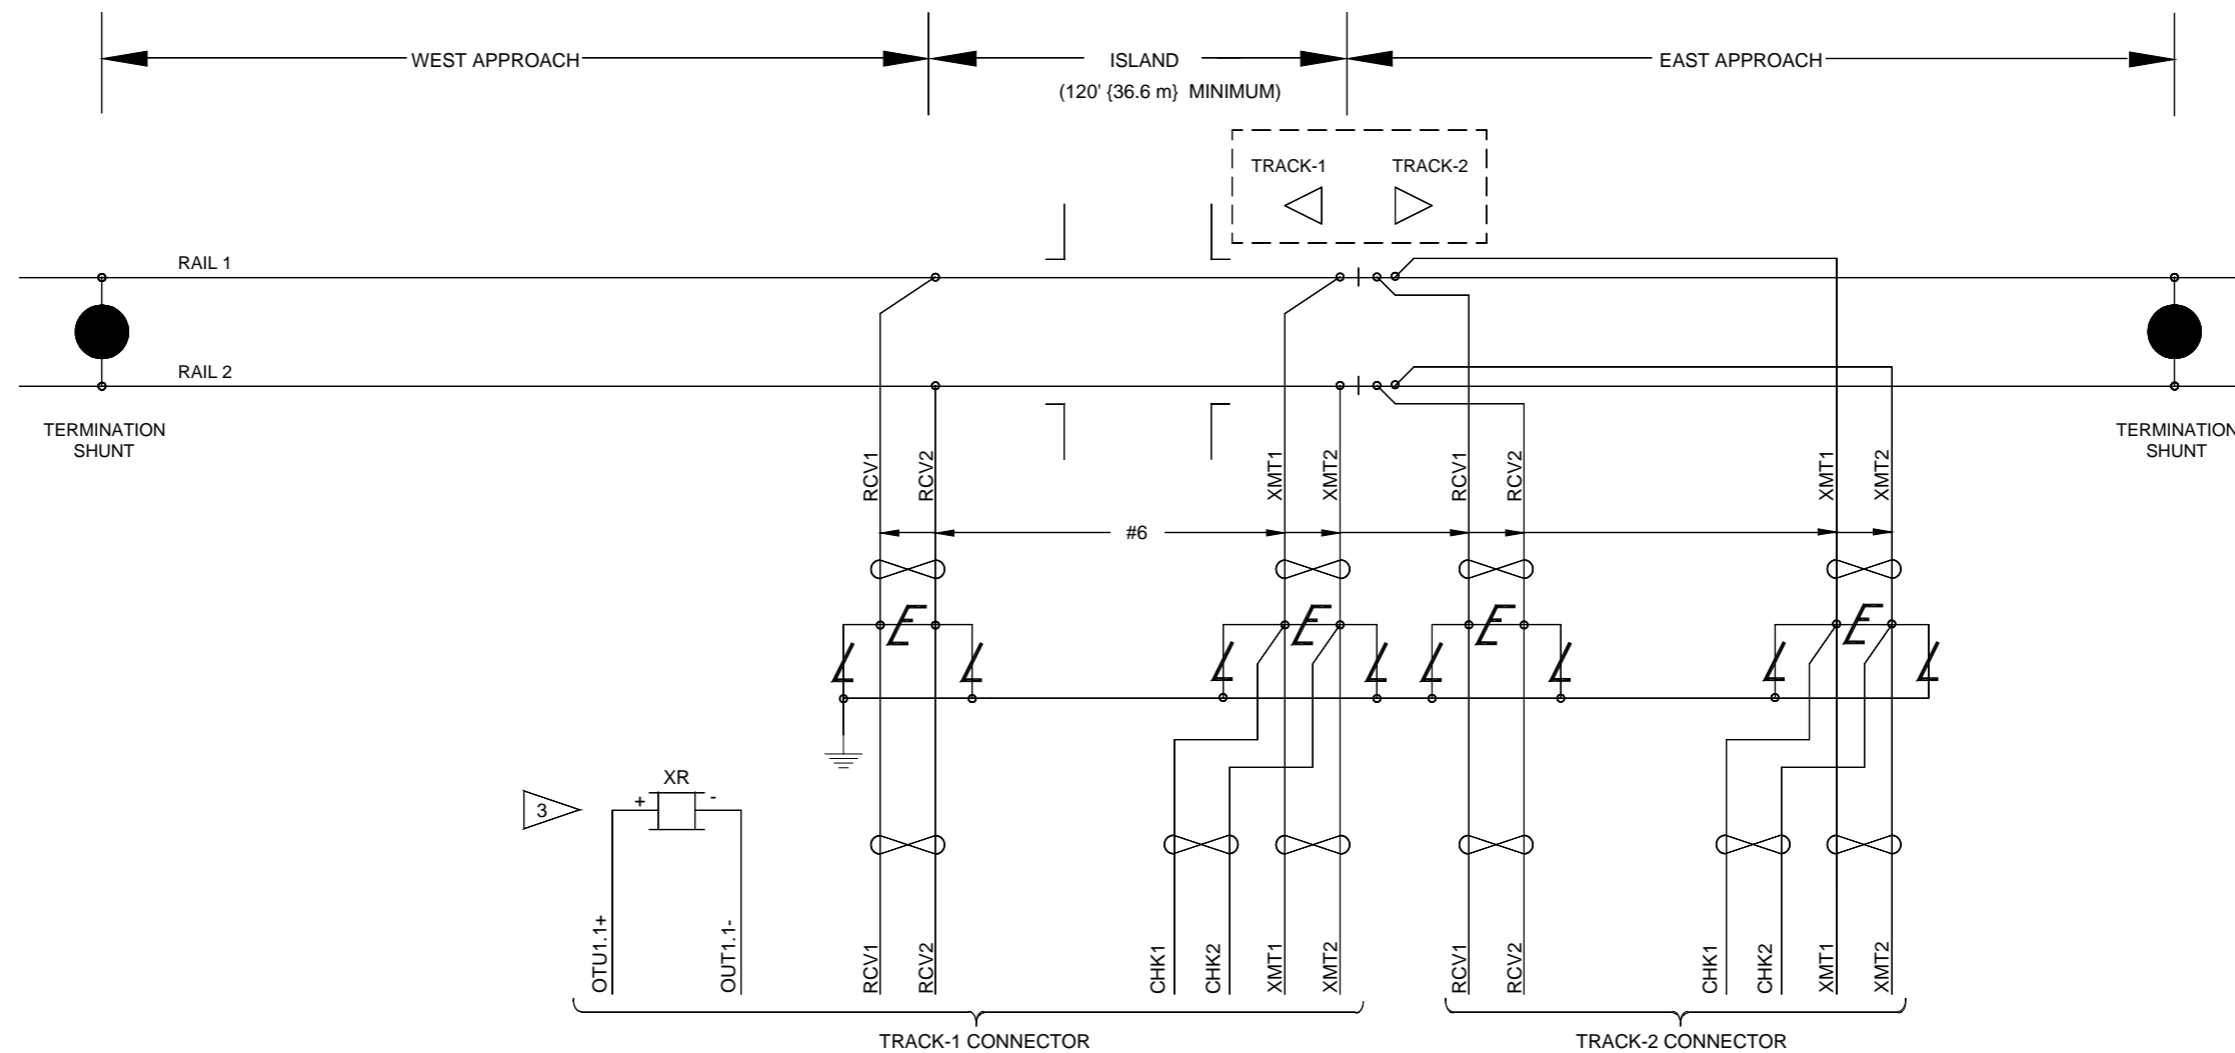 WEST APPROACH
ISLAND
(120' {36.6 m} MINIMUM)
EAST APPROACH
TRACK-1
TRACK-2
RAIL 1
RAIL 2
TERMINATION
SHUNT
TERMINATION
SHUNT
RCV1
RCV2
XMT1
XMT2
RCV1
RCV2
XMT1
XMT2
#6
3
XR
+
-
OTU1.1+
OUT1.1-
RCV1
RCV2
CHK1
CHK2
XMT1
XMT2
RCV1
RCV2
CHK1
CHK2
XMT1
XMT2
TRACK-1 CONNECTOR
TRACK-2 CONNECTOR